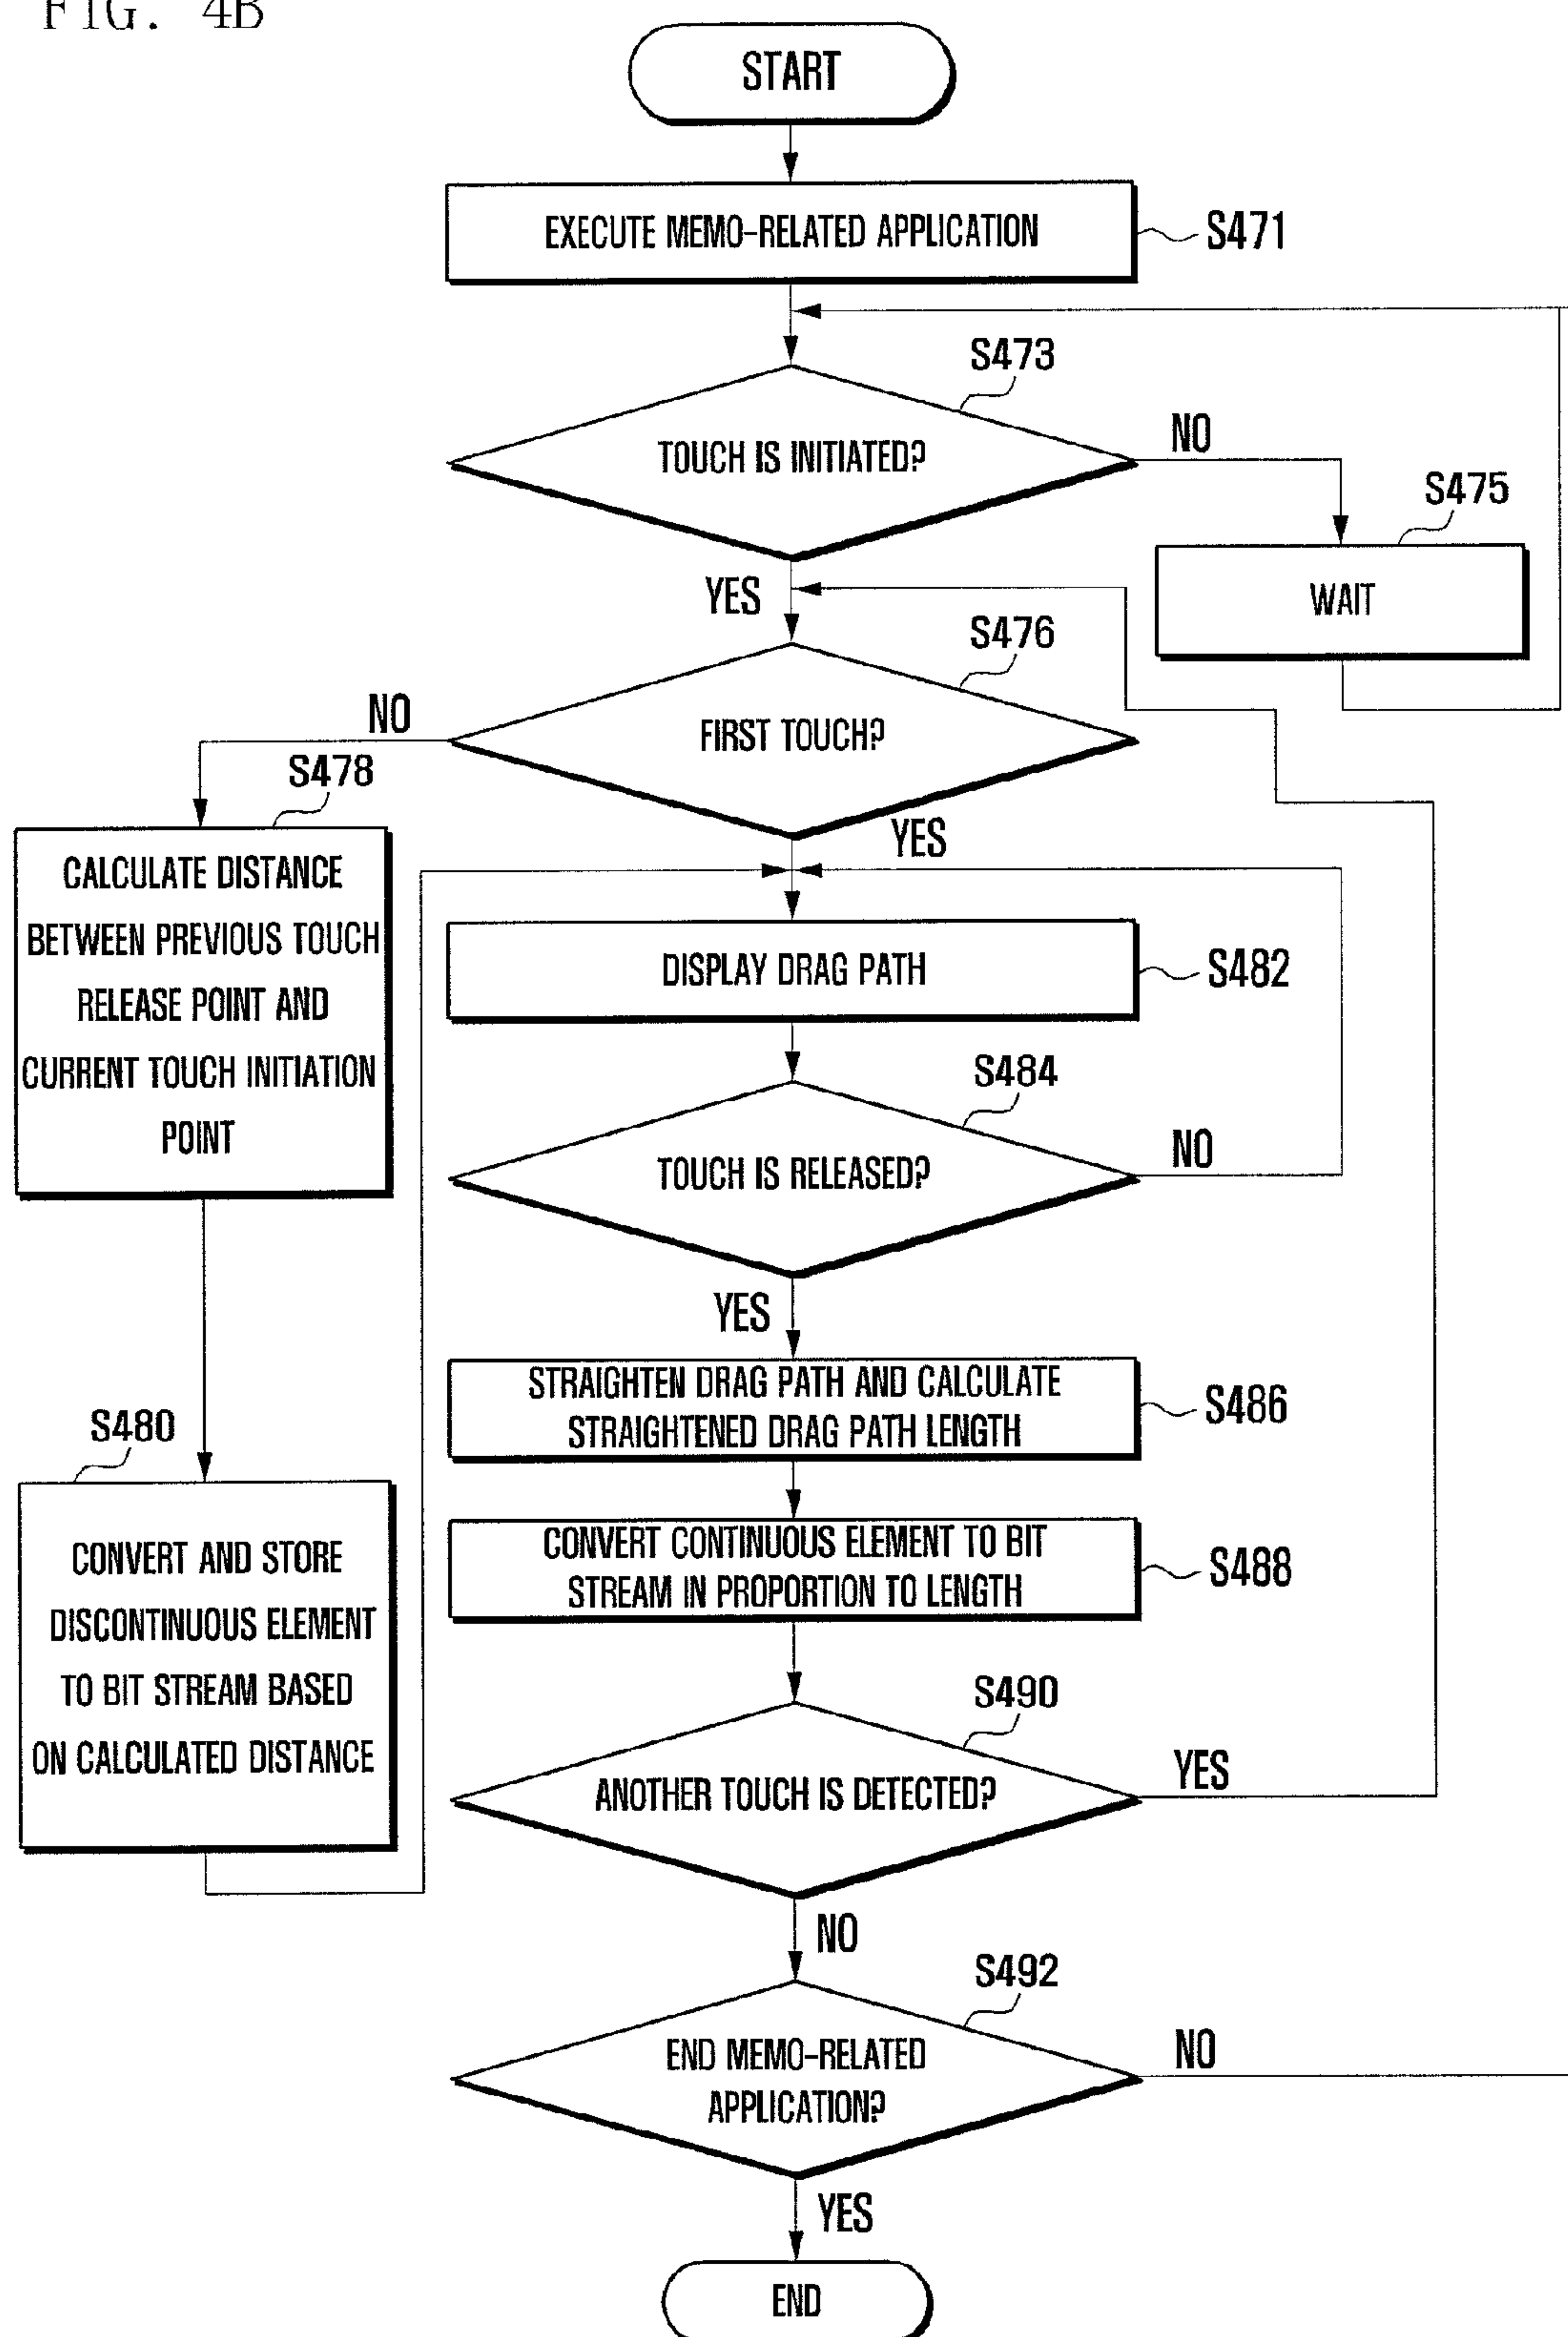 FIG. 4B
START
EXECUTE MEMO-RELATED APPLICATION
S471
S473
TOUCH IS INITIATED?
NO
S475
WAIT
YES
S476
FIRST TOUCH?
NO
S478
CALCULATE DISTANCE
BETWEEN PREVIOUS TOUCH
RELEASE POINT AND
CURRENT TOUCH INITIATION
POINT
YES
DISPLAY DRAG PATH
S482
S484
TOUCH IS RELEASED?
NO
YES
STRAIGHTEN DRAG PATH AND CALCULATE
STRAIGHTENED DRAG PATH LENGTH
S486
S480
CONVERT AND STORE
DISCONTINUOUS ELEMENT
TO BIT STREAM BASED
ON CALCULATED DISTANCE
CONVERT CONTINUOUS ELEMENT TO BIT
STREAM IN PROPORTION TO LENGTH
S488
S490
ANOTHER TOUCH IS DETECTED?
YES
NO
S492
END MEMO-RELATED
APPLICATION?
NO
YES
END